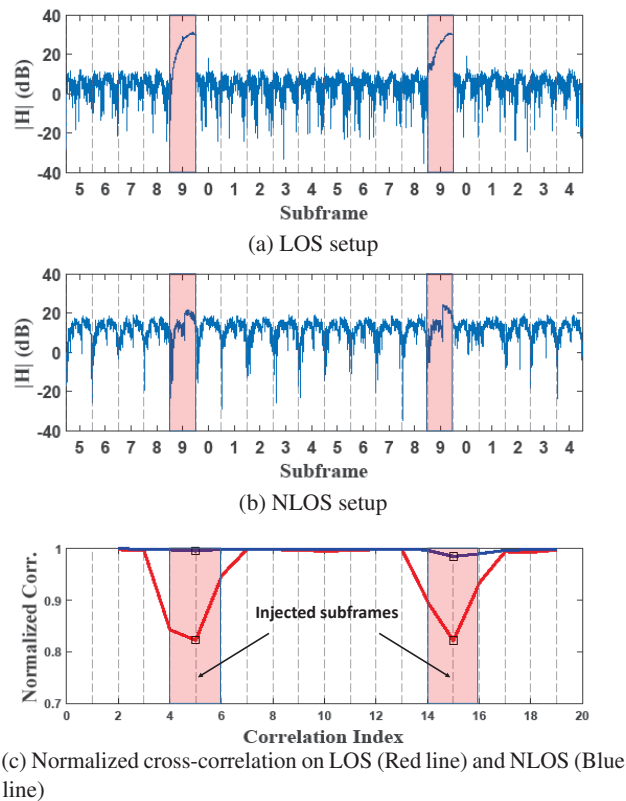 40
20
0
-20
-40
|H| (dB)
5 6 7 8 9 0 1 2 3 4 5 6 7 8 9 0 1 2 3 4
Subframe
(a) LOS setup
40
20
0
-20
-40
|H| (dB)
5 6 7 8 9 0 1 2 3 4 5 6 7 8 9 0 1 2 3 4
Subframe
(b) NLOS setup
1
0.9
0.8
0.7
Normalized Corr.
Injected subframes
0 2 4 6 8 10 12 14 16 18 20
Correlation Index
(c) Normalized cross-correlation on LOS (Red line) and NLOS (Blue
line)